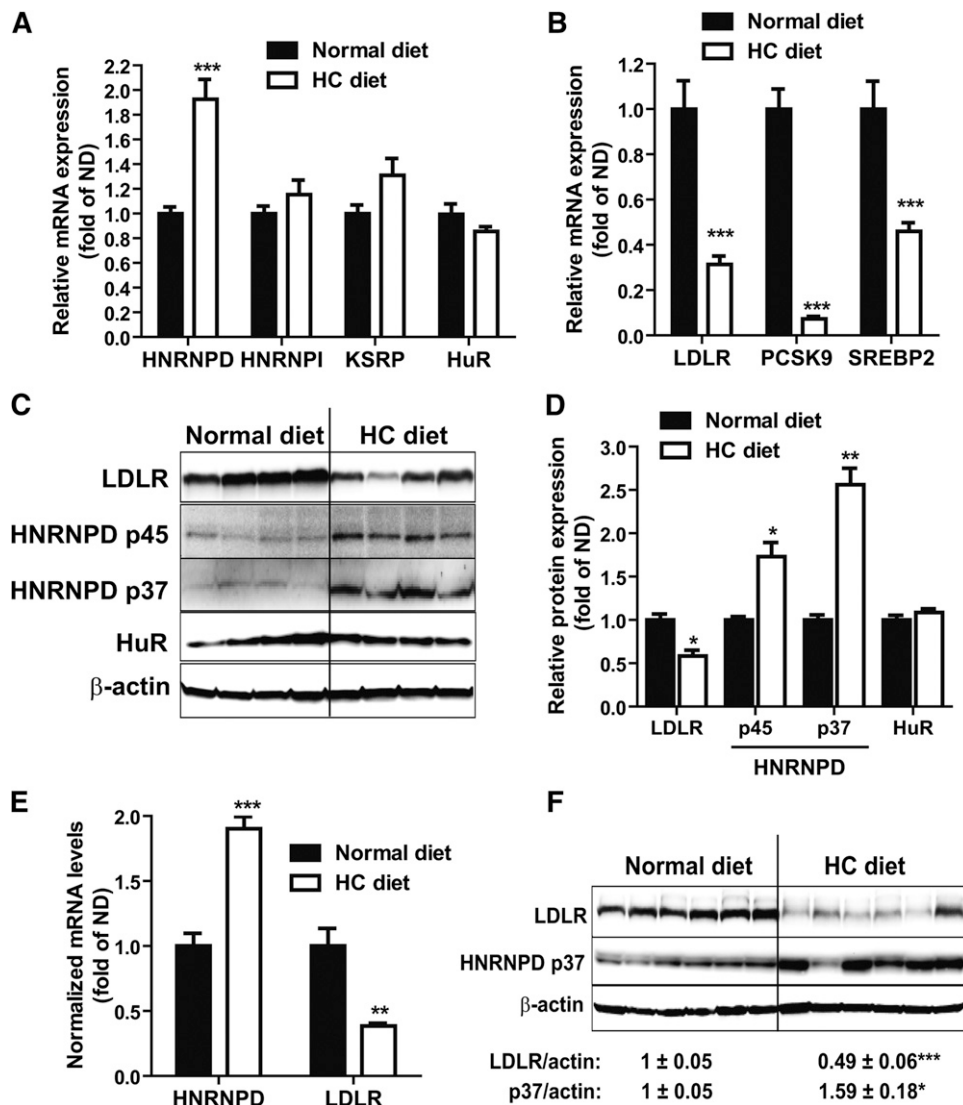 A
Normal diet
HC diet
Relative mRNA expression
(fold of ND)
2.2
2.0
1.8
1.6
1.4
1.2
1.0
0.8
0.6
0.4
0.2
0.0
***
HNRNPD HNRNPI KSRP HuR
B
Normal diet
HC diet
Relative mRNA expression
(fold of ND)
1.2
1.0
0.8
0.6
0.4
0.2
0.0
***
***
***
LDLR PCSK9 SREBP2
C
Normal diet HC diet
LDLR
HNRNPD p45
HNRNPD p37
HuR
β-actin
D
Normal diet
HC diet
Relative protein expression
(fold of ND)
3.0
2.5
2.0
1.5
1.0
0.5
0.0
*
*
**
LDLR p45 p37 HuR
HNRNPD
E
Normal diet
HC diet
Normalized mRNA levels
(fold of ND)
2.0
1.5
1.0
0.5
0.0
***
**
HNRNPD LDLR
F
Normal diet HC diet
LDLR
HNRNPD p37
β-actin
LDLR/actin: 1 ± 0.05 0.49 ± 0.06***
p37/actin: 1 ± 0.05 1.59 ± 0.18*